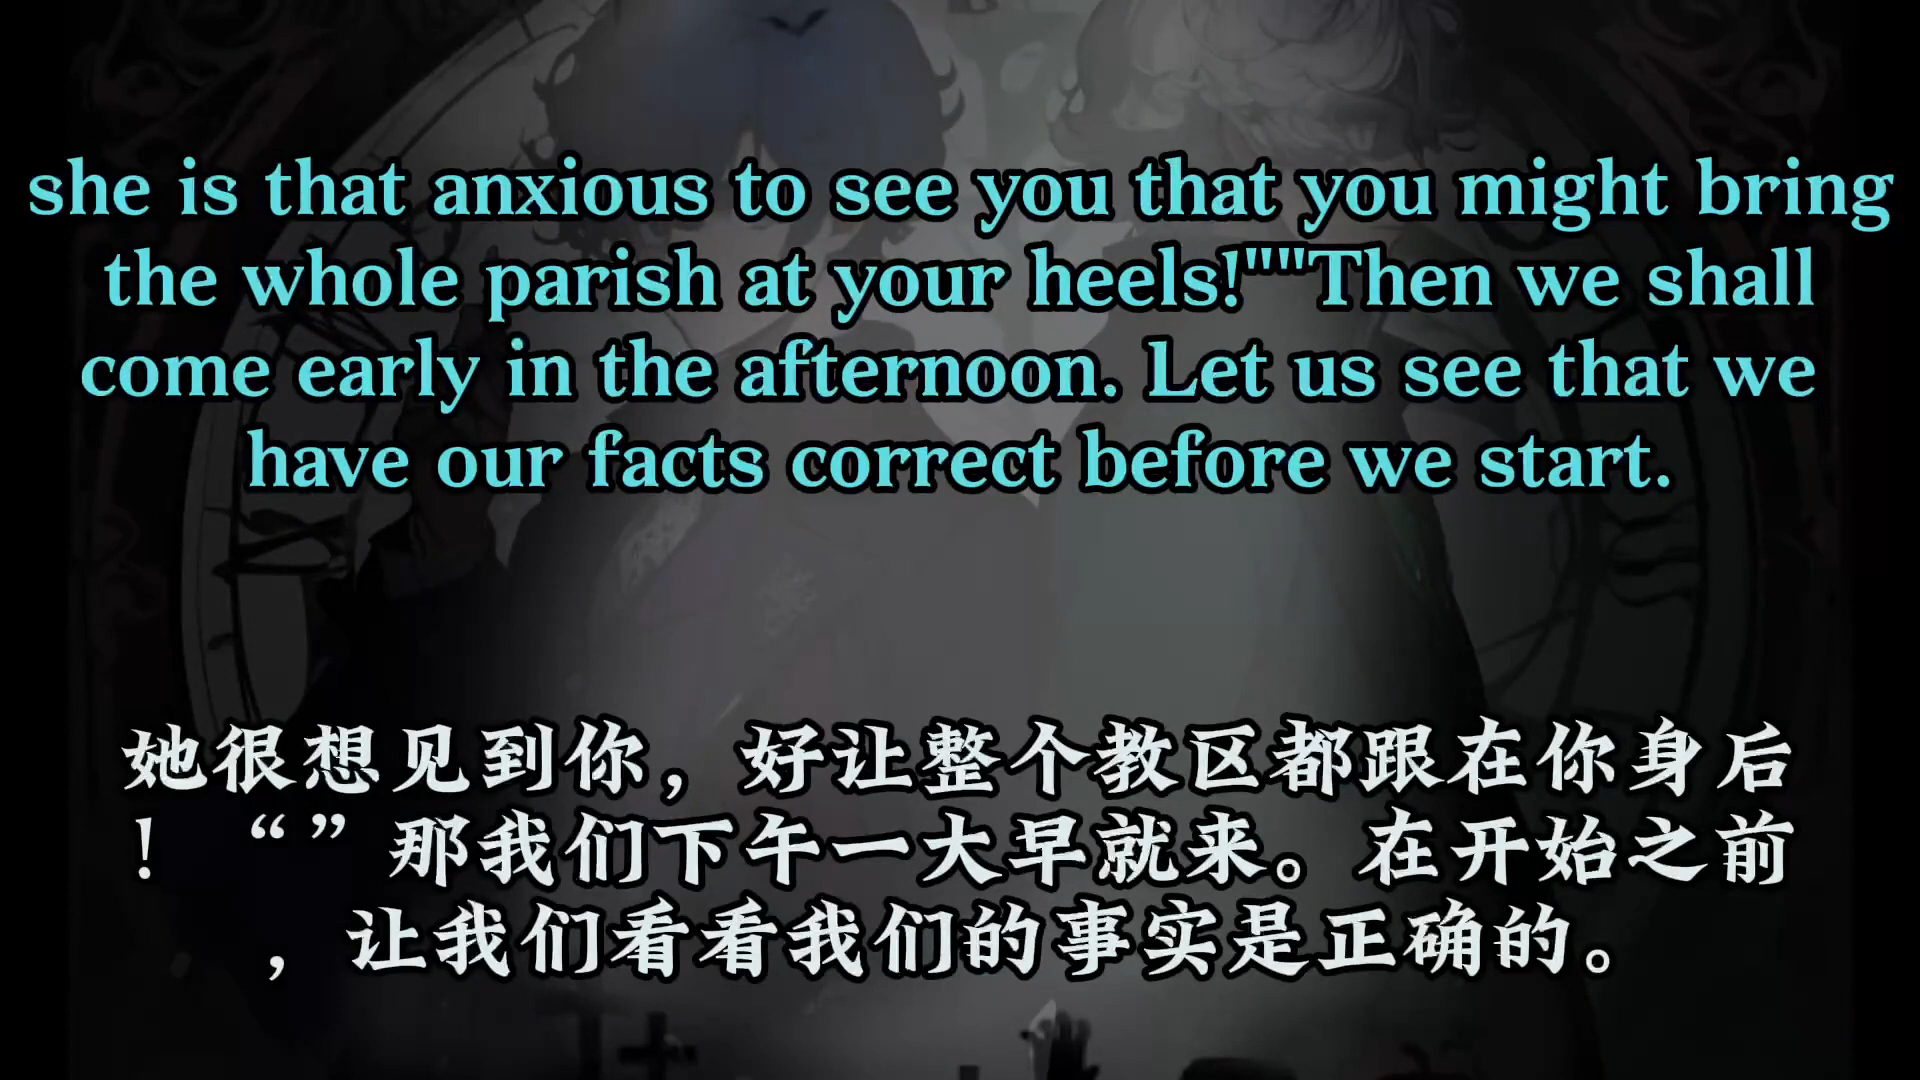 she is that anxious to see you that you might bring
the whole parish at your heels!""Then we shall
come early in the afternoon. Let us see that we
have our facts correct before we start.
她很想见到你，好让整个教区都跟在你身后
！“”那我们下午一大早就来。在开始之前
，让我们看看我们的事实是正确的。